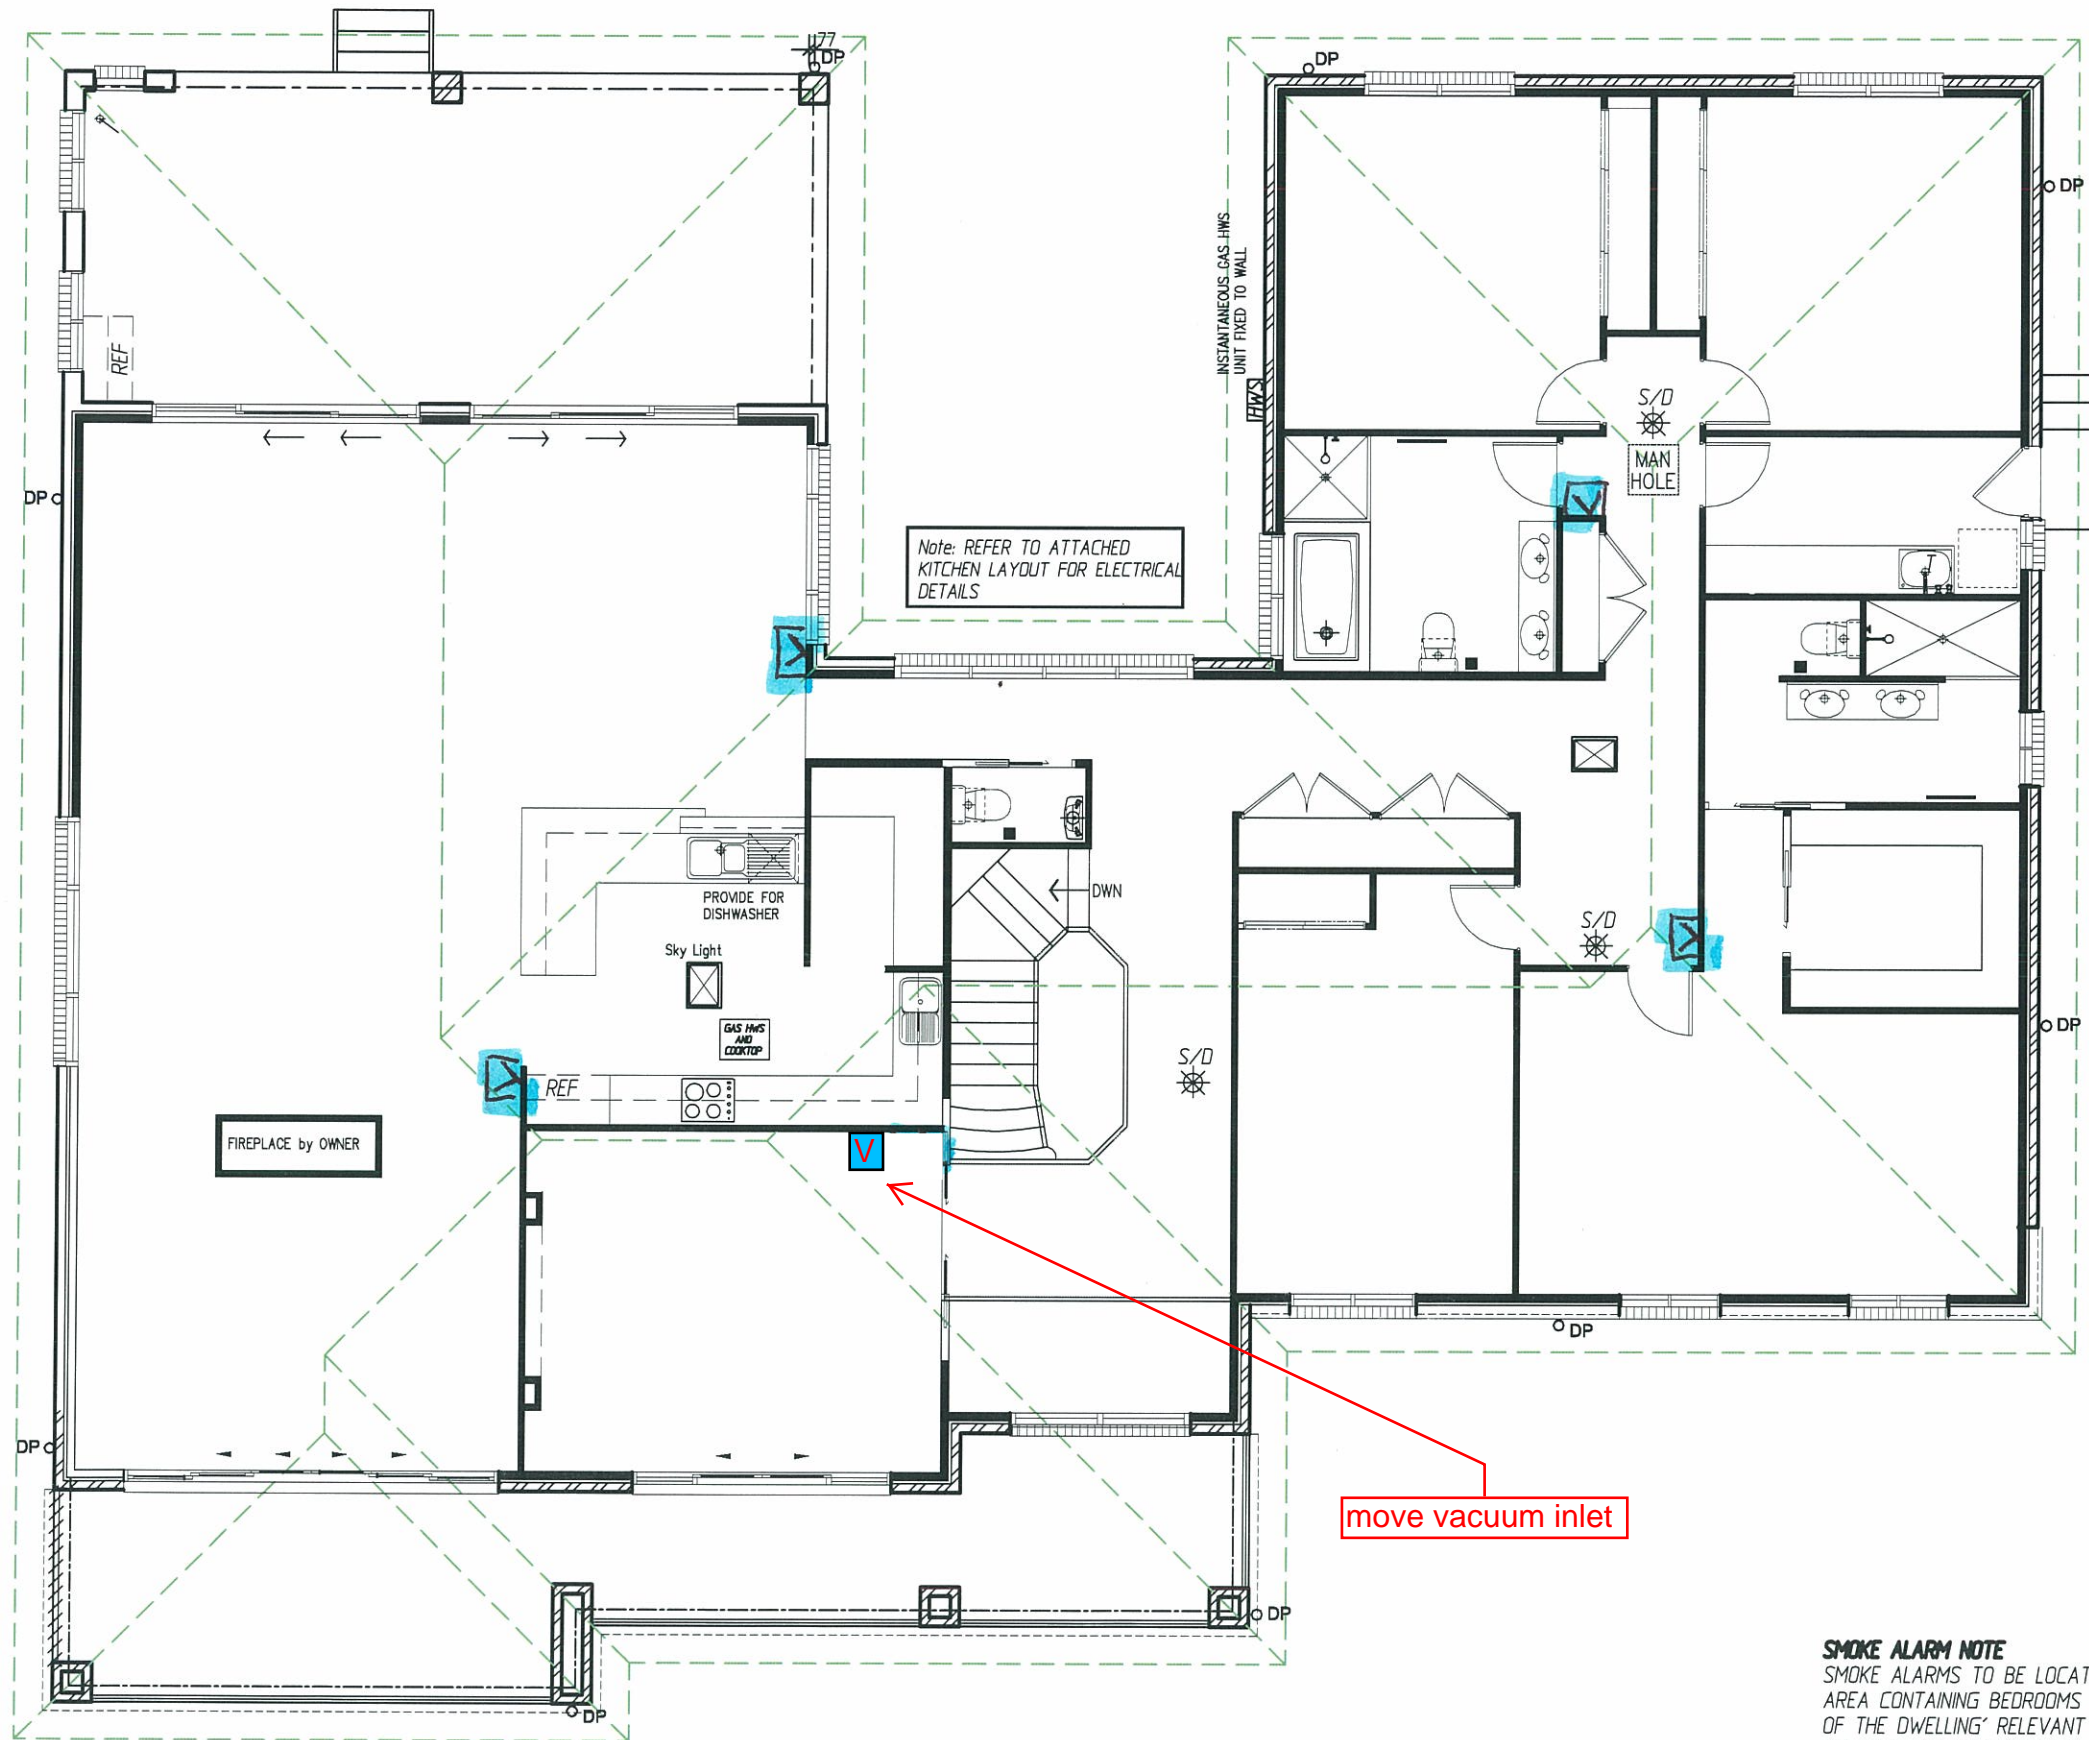 77
DP
DP
DP
INSTANTANEOUS GAS HWS
UNIT FIXED TO WALL
HWS
REF
S/D
MAN
HOLE
DP
V
Note: REFER TO ATTACHED
KITCHEN LAYOUT FOR ELECTRICAL
DETAILS
V
PROVIDE FOR
DISHWASHER
DWN
Sky Light
S/D
V
GAS HWS
AND
COOKTOP
DP
S/D
V
REF
FIREPLACE by OWNER
V
DP
DP
move vacuum inlet
DP
DP
SMOKE ALARM NOTE
SMOKE ALARMS TO BE LOCAT
AREA CONTAINING BEDROOMS
OF THE DWELLING' RELEVANT